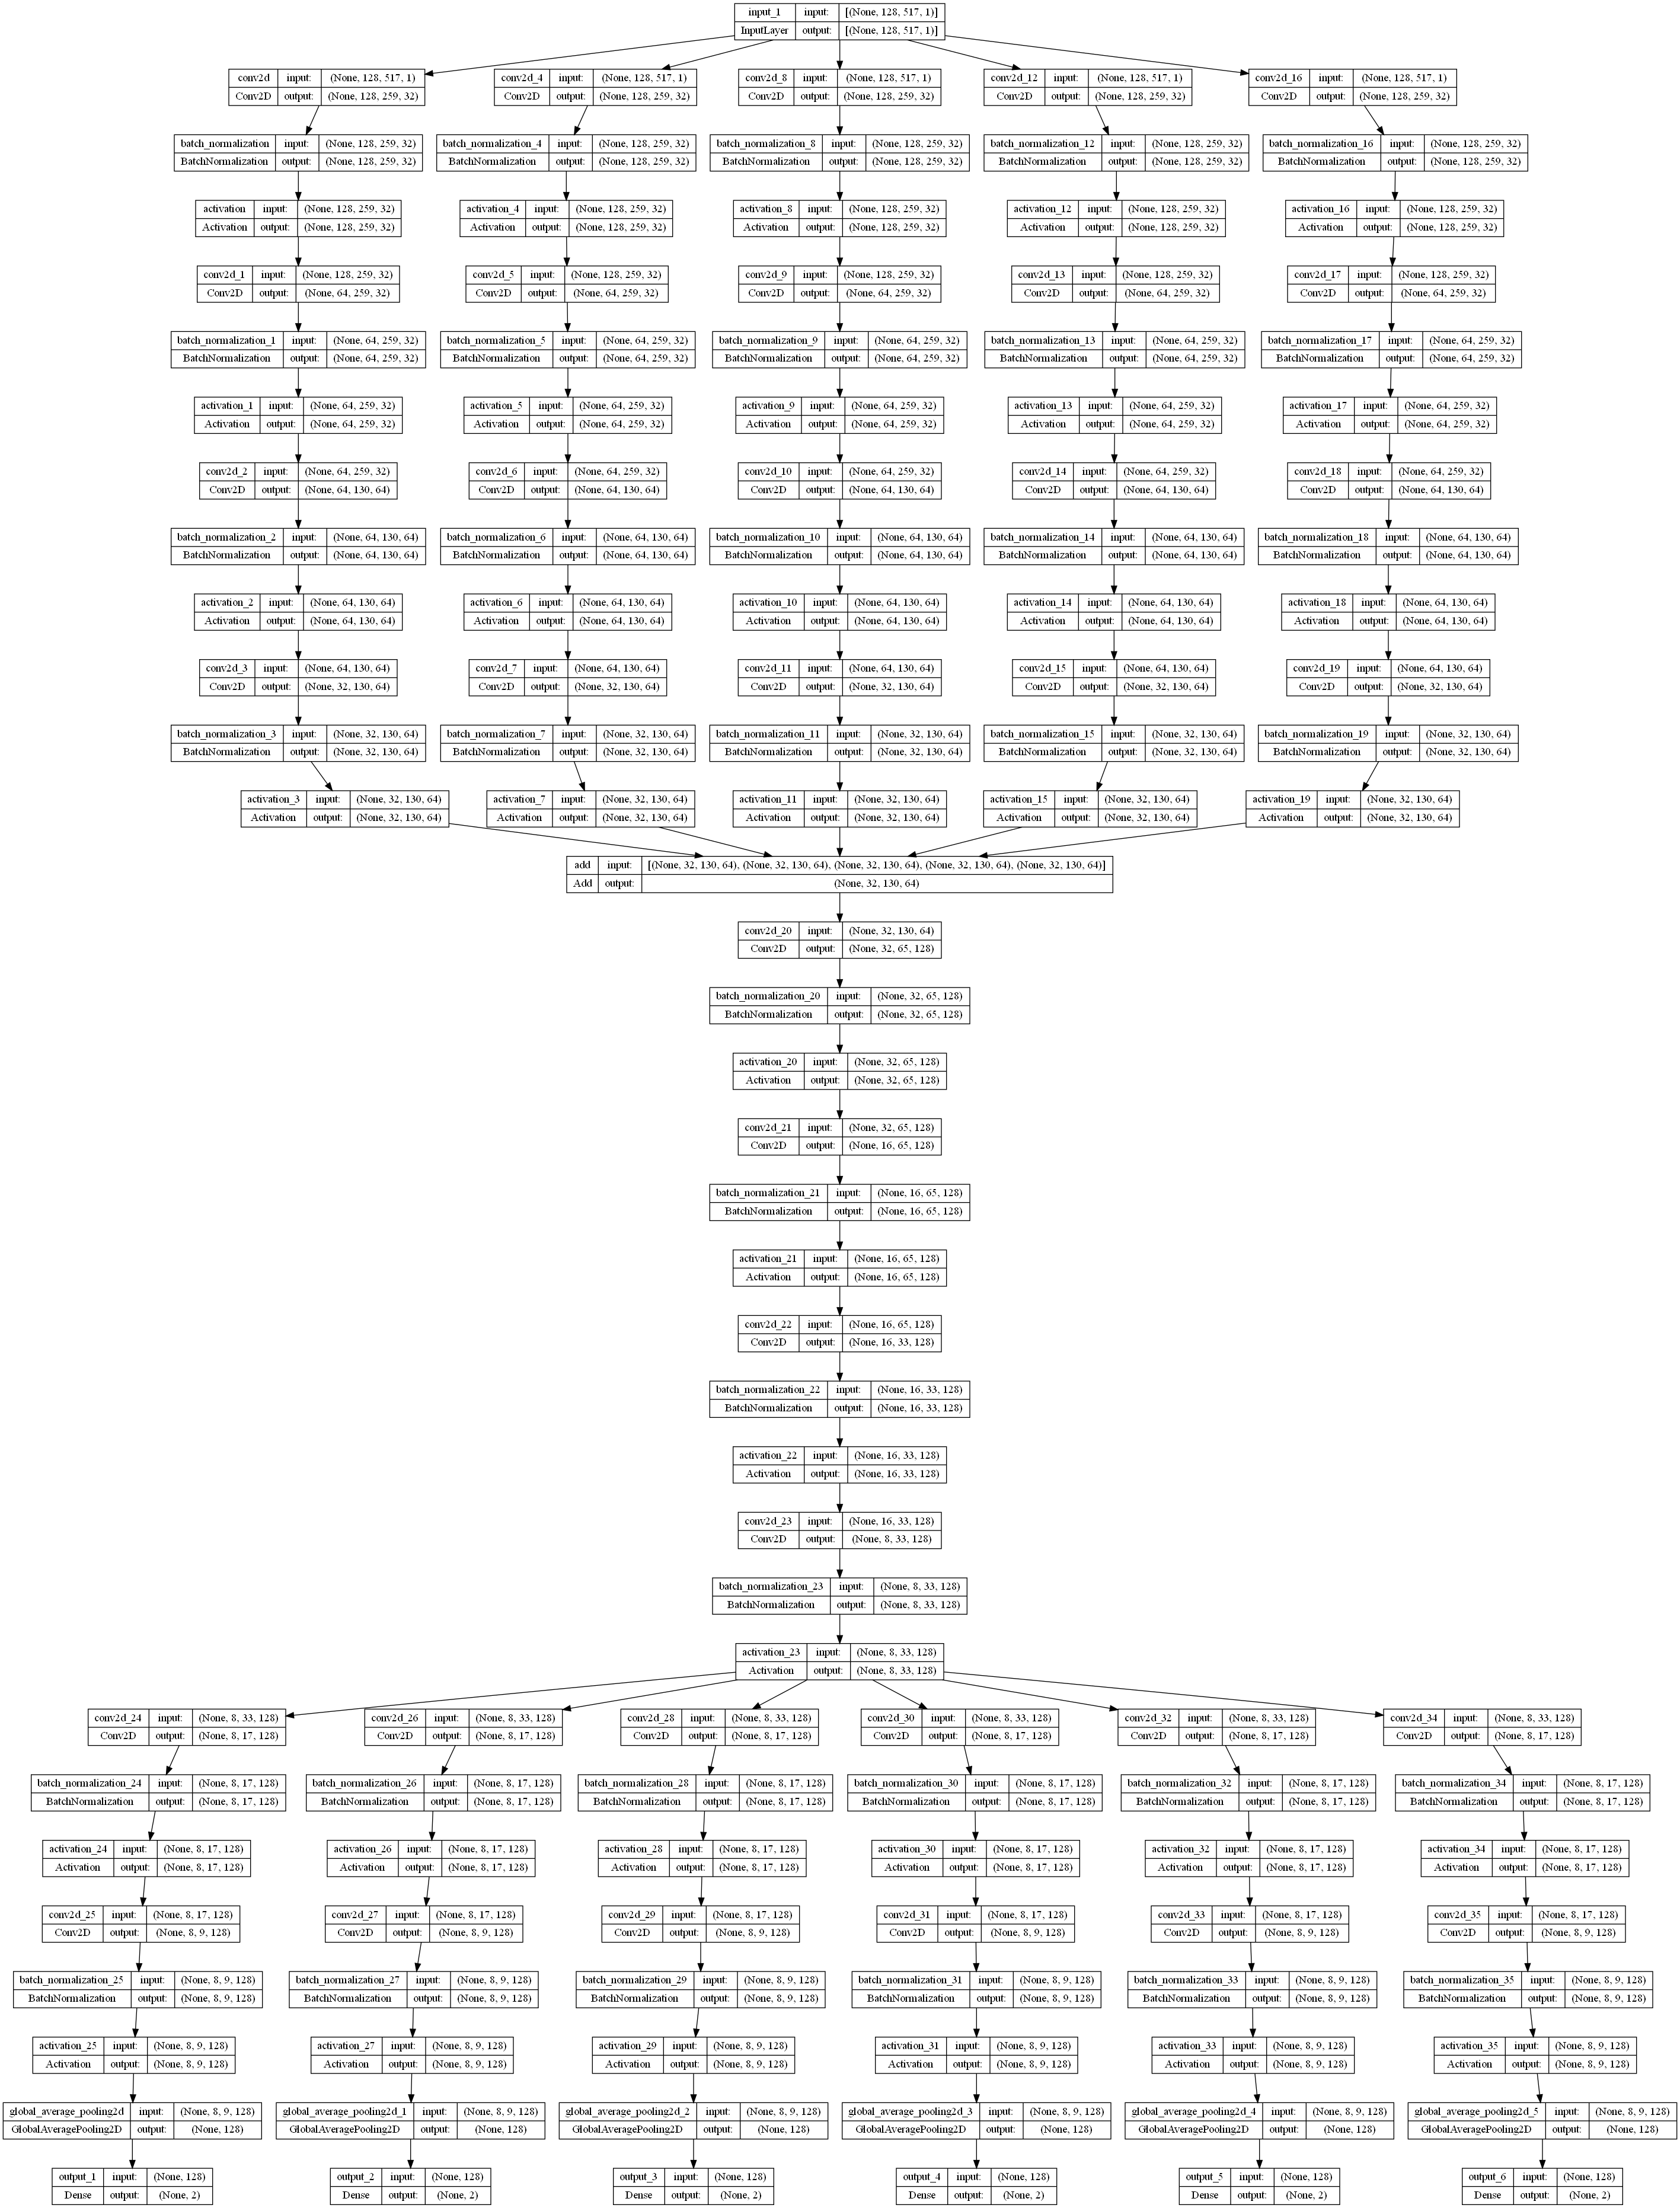 input_1 input: [(None, 128, 517, 1)]
InputLayer output: [(None, 128, 517, 1)]
conv2d input: (None, 128, 517, 1)
Conv2D output: (None, 128, 259, 32)
conv2d_4 input: (None, 128, 517, 1)
Conv2D output: (None, 128, 259, 32)
conv2d_8 input: (None, 128, 517, 1)
Conv2D output: (None, 128, 259, 32)
conv2d_12 input: (None, 128, 517, 1)
Conv2D output: (None, 128, 259, 32)
conv2d_16 input: (None, 128, 517, 1)
Conv2D output: (None, 128, 259, 32)
batch_normalization input: (None, 128, 259, 32)
BatchNormalization output: (None, 128, 259, 32)
batch_normalization_4 input: (None, 128, 259, 32)
BatchNormalization output: (None, 128, 259, 32)
batch_normalization_8 input: (None, 128, 259, 32)
BatchNormalization output: (None, 128, 259, 32)
batch_normalization_12 input: (None, 128, 259, 32)
BatchNormalization output: (None, 128, 259, 32)
batch_normalization_16 input: (None, 128, 259, 32)
BatchNormalization output: (None, 128, 259, 32)
activation input: (None, 128, 259, 32)
Activation output: (None, 128, 259, 32)
activation_4 input: (None, 128, 259, 32)
Activation output: (None, 128, 259, 32)
activation_8 input: (None, 128, 259, 32)
Activation output: (None, 128, 259, 32)
activation_12 input: (None, 128, 259, 32)
Activation output: (None, 128, 259, 32)
activation_16 input: (None, 128, 259, 32)
Activation output: (None, 128, 259, 32)
conv2d_1 input: (None, 128, 259, 32)
Conv2D output: (None, 64, 259, 32)
conv2d_5 input: (None, 128, 259, 32)
Conv2D output: (None, 64, 259, 32)
conv2d_9 input: (None, 128, 259, 32)
Conv2D output: (None, 64, 259, 32)
conv2d_13 input: (None, 128, 259, 32)
Conv2D output: (None, 64, 259, 32)
conv2d_17 input: (None, 128, 259, 32)
Conv2D output: (None, 64, 259, 32)
batch_normalization_1 input: (None, 64, 259, 32)
BatchNormalization output: (None, 64, 259, 32)
batch_normalization_5 input: (None, 64, 259, 32)
BatchNormalization output: (None, 64, 259, 32)
batch_normalization_9 input: (None, 64, 259, 32)
BatchNormalization output: (None, 64, 259, 32)
batch_normalization_13 input: (None, 64, 259, 32)
BatchNormalization output: (None, 64, 259, 32)
batch_normalization_17 input: (None, 64, 259, 32)
BatchNormalization output: (None, 64, 259, 32)
activation_1 input: (None, 64, 259, 32)
Activation output: (None, 64, 259, 32)
activation_5 input: (None, 64, 259, 32)
Activation output: (None, 64, 259, 32)
activation_9 input: (None, 64, 259, 32)
Activation output: (None, 64, 259, 32)
activation_13 input: (None, 64, 259, 32)
Activation output: (None, 64, 259, 32)
activation_17 input: (None, 64, 259, 32)
Activation output: (None, 64, 259, 32)
conv2d_2 input: (None, 64, 259, 32)
Conv2D output: (None, 64, 130, 64)
conv2d_6 input: (None, 64, 259, 32)
Conv2D output: (None, 64, 130, 64)
conv2d_10 input: (None, 64, 259, 32)
Conv2D output: (None, 64, 130, 64)
conv2d_14 input: (None, 64, 259, 32)
Conv2D output: (None, 64, 130, 64)
conv2d_18 input: (None, 64, 259, 32)
Conv2D output: (None, 64, 130, 64)
batch_normalization_2 input: (None, 64, 130, 64)
BatchNormalization output: (None, 64, 130, 64)
batch_normalization_6 input: (None, 64, 130, 64)
BatchNormalization output: (None, 64, 130, 64)
batch_normalization_10 input: (None, 64, 130, 64)
BatchNormalization output: (None, 64, 130, 64)
batch_normalization_14 input: (None, 64, 130, 64)
BatchNormalization output: (None, 64, 130, 64)
batch_normalization_18 input: (None, 64, 130, 64)
BatchNormalization output: (None, 64, 130, 64)
activation_2 input: (None, 64, 130, 64)
Activation output: (None, 64, 130, 64)
activation_6 input: (None, 64, 130, 64)
Activation output: (None, 64, 130, 64)
activation_10 input: (None, 64, 130, 64)
Activation output: (None, 64, 130, 64)
activation_14 input: (None, 64, 130, 64)
Activation output: (None, 64, 130, 64)
activation_18 input: (None, 64, 130, 64)
Activation output: (None, 64, 130, 64)
conv2d_3 input: (None, 64, 130, 64)
Conv2D output: (None, 32, 130, 64)
conv2d_7 input: (None, 64, 130, 64)
Conv2D output: (None, 32, 130, 64)
conv2d_11 input: (None, 64, 130, 64)
Conv2D output: (None, 32, 130, 64)
conv2d_15 input: (None, 64, 130, 64)
Conv2D output: (None, 32, 130, 64)
conv2d_19 input: (None, 64, 130, 64)
Conv2D output: (None, 32, 130, 64)
batch_normalization_3 input: (None, 32, 130, 64)
BatchNormalization output: (None, 32, 130, 64)
batch_normalization_7 input: (None, 32, 130, 64)
BatchNormalization output: (None, 32, 130, 64)
batch_normalization_11 input: (None, 32, 130, 64)
BatchNormalization output: (None, 32, 130, 64)
batch_normalization_15 input: (None, 32, 130, 64)
BatchNormalization output: (None, 32, 130, 64)
batch_normalization_19 input: (None, 32, 130, 64)
BatchNormalization output: (None, 32, 130, 64)
activation_3 input: (None, 32, 130, 64)
Activation output: (None, 32, 130, 64)
activation_7 input: (None, 32, 130, 64)
Activation output: (None, 32, 130, 64)
activation_11 input: (None, 32, 130, 64)
Activation output: (None, 32, 130, 64)
activation_15 input: (None, 32, 130, 64)
Activation output: (None, 32, 130, 64)
activation_19 input: (None, 32, 130, 64)
Activation output: (None, 32, 130, 64)
add input: [(None, 32, 130, 64), (None, 32, 130, 64), (None, 32, 130, 64), (None, 32, 130, 64), (None, 32, 130, 64)]
Add output: (None, 32, 130, 64)
conv2d_20 input: (None, 32, 130, 64)
Conv2D output: (None, 32, 65, 128)
batch_normalization_20 input: (None, 32, 65, 128)
BatchNormalization output: (None, 32, 65, 128)
activation_20 input: (None, 32, 65, 128)
Activation output: (None, 32, 65, 128)
conv2d_21 input: (None, 32, 65, 128)
Conv2D output: (None, 16, 65, 128)
batch_normalization_21 input: (None, 16, 65, 128)
BatchNormalization output: (None, 16, 65, 128)
activation_21 input: (None, 16, 65, 128)
Activation output: (None, 16, 65, 128)
conv2d_22 input: (None, 16, 65, 128)
Conv2D output: (None, 16, 33, 128)
batch_normalization_22 input: (None, 16, 33, 128)
BatchNormalization output: (None, 16, 33, 128)
activation_22 input: (None, 16, 33, 128)
Activation output: (None, 16, 33, 128)
conv2d_23 input: (None, 16, 33, 128)
Conv2D output: (None, 8, 33, 128)
batch_normalization_23 input: (None, 8, 33, 128)
BatchNormalization output: (None, 8, 33, 128)
activation_23 input: (None, 8, 33, 128)
Activation output: (None, 8, 33, 128)
conv2d_24 input: (None, 8, 33, 128)
Conv2D output: (None, 8, 17, 128)
conv2d_26 input: (None, 8, 33, 128)
Conv2D output: (None, 8, 17, 128)
conv2d_28 input: (None, 8, 33, 128)
Conv2D output: (None, 8, 17, 128)
conv2d_30 input: (None, 8, 33, 128)
Conv2D output: (None, 8, 17, 128)
conv2d_32 input: (None, 8, 33, 128)
Conv2D output: (None, 8, 17, 128)
conv2d_34 input: (None, 8, 33, 128)
Conv2D output: (None, 8, 17, 128)
batch_normalization_24 input: (None, 8, 17, 128)
BatchNormalization output: (None, 8, 17, 128)
batch_normalization_26 input: (None, 8, 17, 128)
BatchNormalization output: (None, 8, 17, 128)
batch_normalization_28 input: (None, 8, 17, 128)
BatchNormalization output: (None, 8, 17, 128)
batch_normalization_30 input: (None, 8, 17, 128)
BatchNormalization output: (None, 8, 17, 128)
batch_normalization_32 input: (None, 8, 17, 128)
BatchNormalization output: (None, 8, 17, 128)
batch_normalization_34 input: (None, 8, 17, 128)
BatchNormalization output: (None, 8, 17, 128)
activation_24 input: (None, 8, 17, 128)
Activation output: (None, 8, 17, 128)
activation_26 input: (None, 8, 17, 128)
Activation output: (None, 8, 17, 128)
activation_28 input: (None, 8, 17, 128)
Activation output: (None, 8, 17, 128)
activation_30 input: (None, 8, 17, 128)
Activation output: (None, 8, 17, 128)
activation_32 input: (None, 8, 17, 128)
Activation output: (None, 8, 17, 128)
activation_34 input: (None, 8, 17, 128)
Activation output: (None, 8, 17, 128)
conv2d_25 input: (None, 8, 17, 128)
Conv2D output: (None, 8, 9, 128)
conv2d_27 input: (None, 8, 17, 128)
Conv2D output: (None, 8, 9, 128)
conv2d_29 input: (None, 8, 17, 128)
Conv2D output: (None, 8, 9, 128)
conv2d_31 input: (None, 8, 17, 128)
Conv2D output: (None, 8, 9, 128)
conv2d_33 input: (None, 8, 17, 128)
Conv2D output: (None, 8, 9, 128)
conv2d_35 input: (None, 8, 17, 128)
Conv2D output: (None, 8, 9, 128)
batch_normalization_25 input: (None, 8, 9, 128)
BatchNormalization output: (None, 8, 9, 128)
batch_normalization_27 input: (None, 8, 9, 128)
BatchNormalization output: (None, 8, 9, 128)
batch_normalization_29 input: (None, 8, 9, 128)
BatchNormalization output: (None, 8, 9, 128)
batch_normalization_31 input: (None, 8, 9, 128)
BatchNormalization output: (None, 8, 9, 128)
batch_normalization_33 input: (None, 8, 9, 128)
BatchNormalization output: (None, 8, 9, 128)
batch_normalization_35 input: (None, 8, 9, 128)
BatchNormalization output: (None, 8, 9, 128)
activation_25 input: (None, 8, 9, 128)
Activation output: (None, 8, 9, 128)
activation_27 input: (None, 8, 9, 128)
Activation output: (None, 8, 9, 128)
activation_29 input: (None, 8, 9, 128)
Activation output: (None, 8, 9, 128)
activation_31 input: (None, 8, 9, 128)
Activation output: (None, 8, 9, 128)
activation_33 input: (None, 8, 9, 128)
Activation output: (None, 8, 9, 128)
activation_35 input: (None, 8, 9, 128)
Activation output: (None, 8, 9, 128)
global_average_pooling2d input: (None, 8, 9, 128)
GlobalAveragePooling2D output: (None, 128)
global_average_pooling2d_1 input: (None, 8, 9, 128)
GlobalAveragePooling2D output: (None, 128)
global_average_pooling2d_2 input: (None, 8, 9, 128)
GlobalAveragePooling2D output: (None, 128)
global_average_pooling2d_3 input: (None, 8, 9, 128)
GlobalAveragePooling2D output: (None, 128)
global_average_pooling2d_4 input: (None, 8, 9, 128)
GlobalAveragePooling2D output: (None, 128)
global_average_pooling2d_5 input: (None, 8, 9, 128)
GlobalAveragePooling2D output: (None, 128)
output_1 input: (None, 128)
Dense output: (None, 2)
output_2 input: (None, 128)
Dense output: (None, 2)
output_3 input: (None, 128)
Dense output: (None, 2)
output_4 input: (None, 128)
Dense output: (None, 2)
output_5 input: (None, 128)
Dense output: (None, 2)
output_6 input: (None, 128)
Dense output: (None, 2)